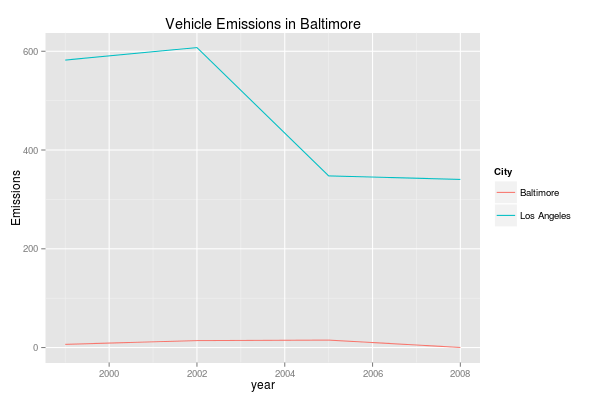 Vehicle Emissions in Baltimore
Emissions
600
400
200
0
2000
2002
2004
2006
2008
year
City
Baltimore
Los Angeles